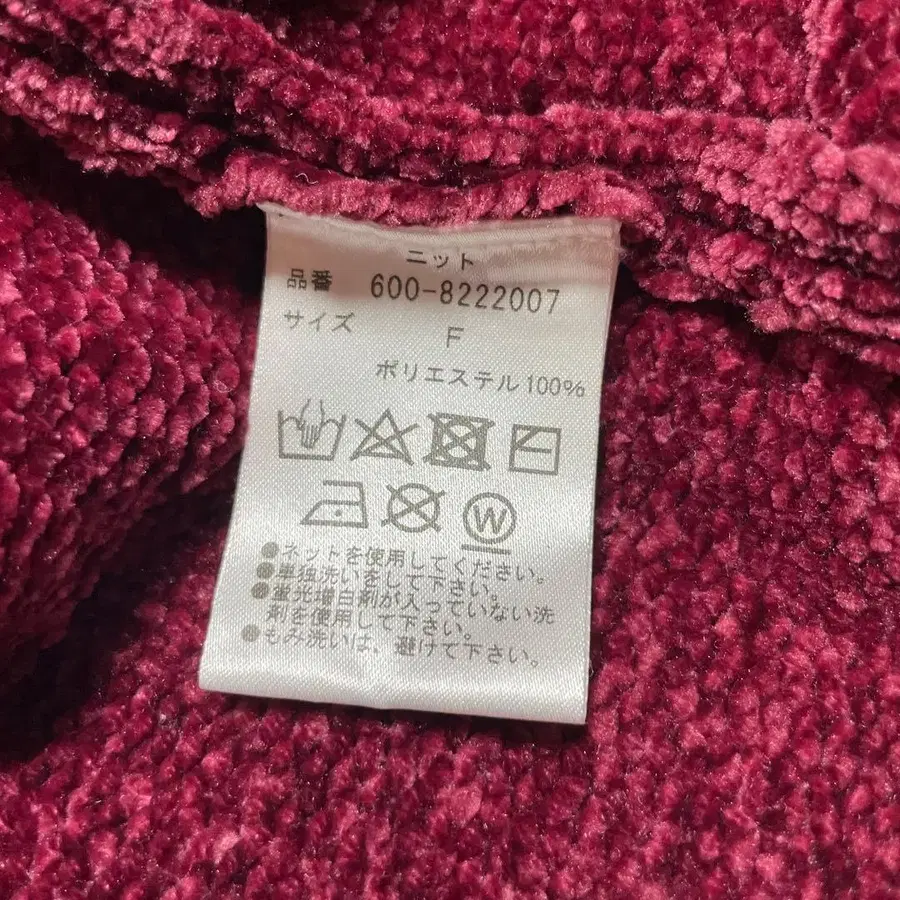 ニット
品番 600-8222007
サイズ F
ポリエステル100%
W
●ネットを使用してください。
●単独洗いをして下さい。
●蛍光増白剤が入っていない洗
剤を使用して下さい。
●もみ洗いは、避けて下さい。